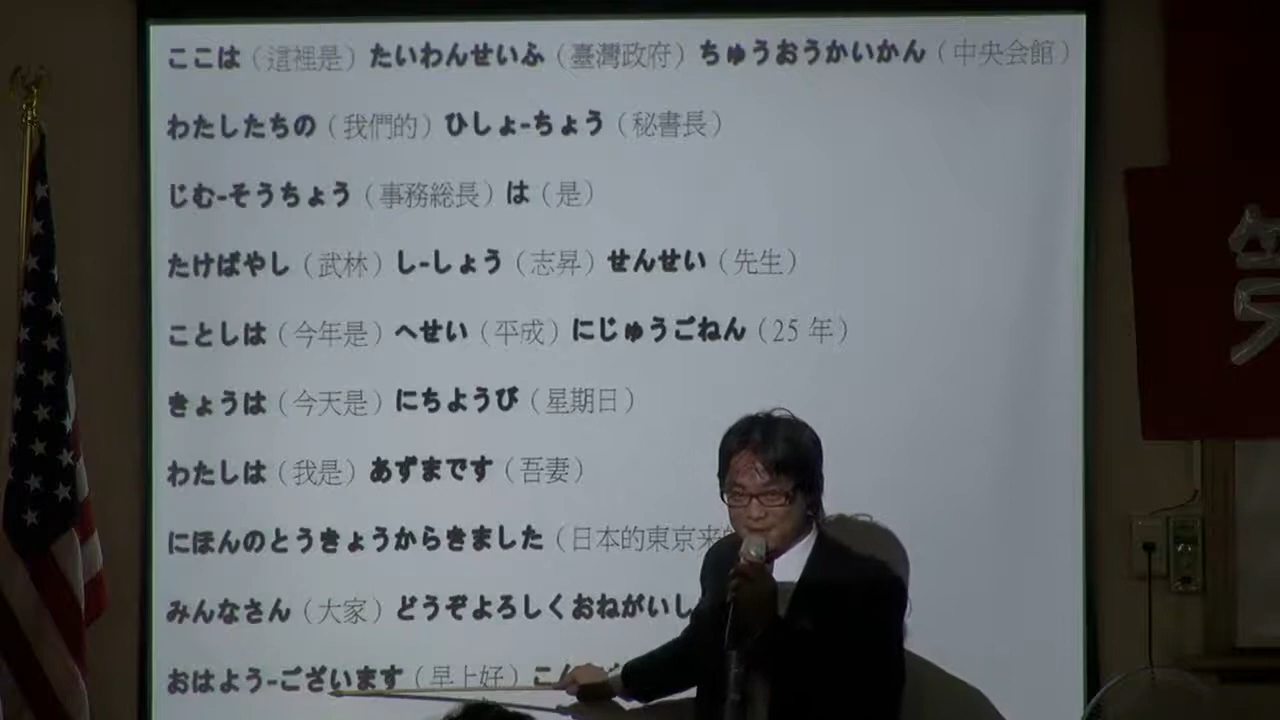 ここは（這裡是）たいわんせいふ（臺灣政府）ちゅうおうかいかん（中央会館）
わたしたちの（我們的）ひしょ-ちょう（秘書長）
じむ-そうちょう（事務総長）は（是）
たけばやし（武林）し-しょう（志昇）せんせい（先生）
ことしは（今年是）へせい（平成）にじゅうごねん（25 年）
きょうは（今天是）にちようび（星期日）
わたしは（我是）あずまです（吾妻）
にほんのとうきょうからきました（日本的東京来
みんなさん（大家）どうぞよろしくおねがいし
おはよう-ございます（早上好）こん